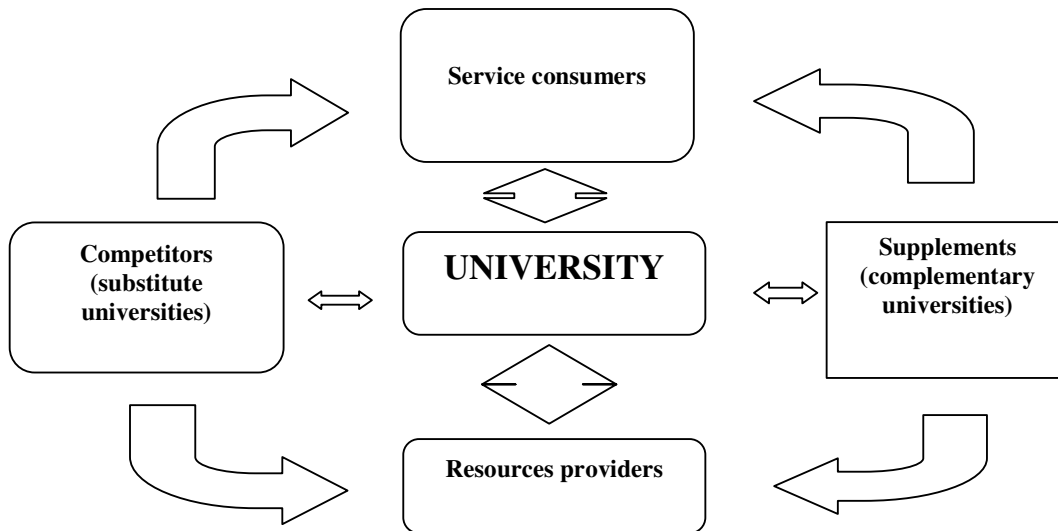 Service consumers
Competitors
(substitute
universities)
UNIVERSITY
Supplements
(complementary
universities)
Resources providers